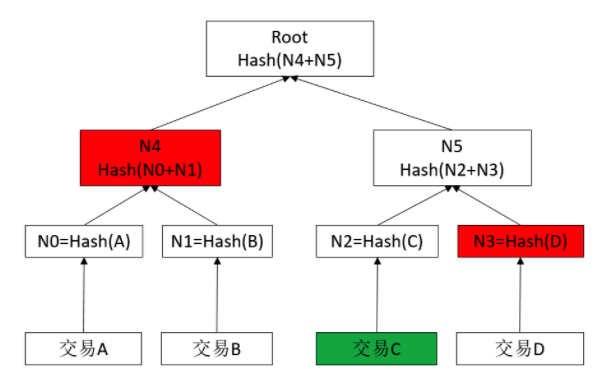 Root
Hash(N4+N5)
N4
Hash(N0+N1)
N5
Hash(N2+N3)
N0=Hash(A)
N1=Hash(B)
N2=Hash(C)
N3=Hash(D)
交易A
交易B
交易C
交易D